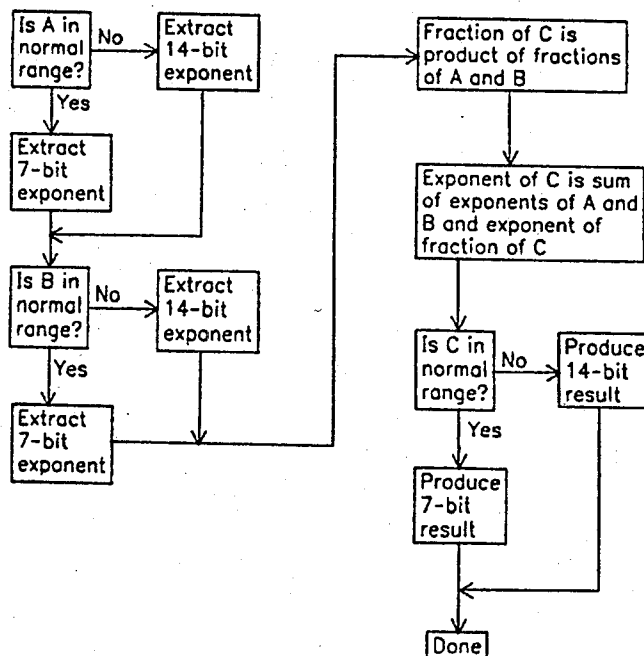 Is A in
normal
range?
No
Extract
14-bit
exponent
Yes
Extract
7-bit
exponent
Is B in
normal
range?
No
Extract
14-bit
exponent
Yes
Extract
7-bit
exponent
Fraction of C is
product of fractions
of A and B
Exponent of C is sum
of exponents of A and
B and exponent of
fraction of C
Is C in
normal
range?
No
Produce
14-bit
result
Yes
Produce
7-bit
result
Done